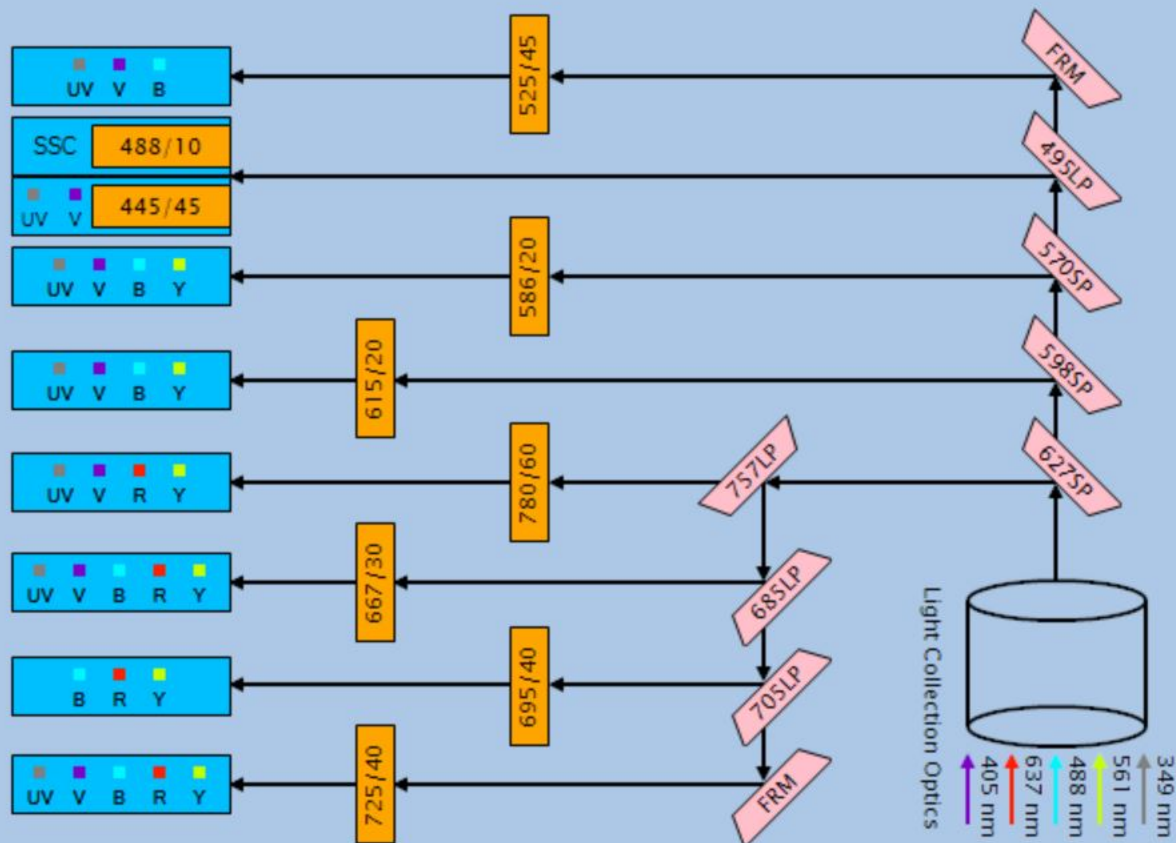 525/45
FRM
UV V B
SSC 488/10
495LP
UV V 445/45
586/20
570SP
UV V B Y
615/20
598SP
UV V B Y
780/60
757LP
627SP
UV V R Y
667/30
685LP
UV V B R Y
695/40
705LP
B R Y
725/40
FRM
UV V B R Y
Light Collection Optics
405 nm
637 nm
488 nm
561 nm
349 nm